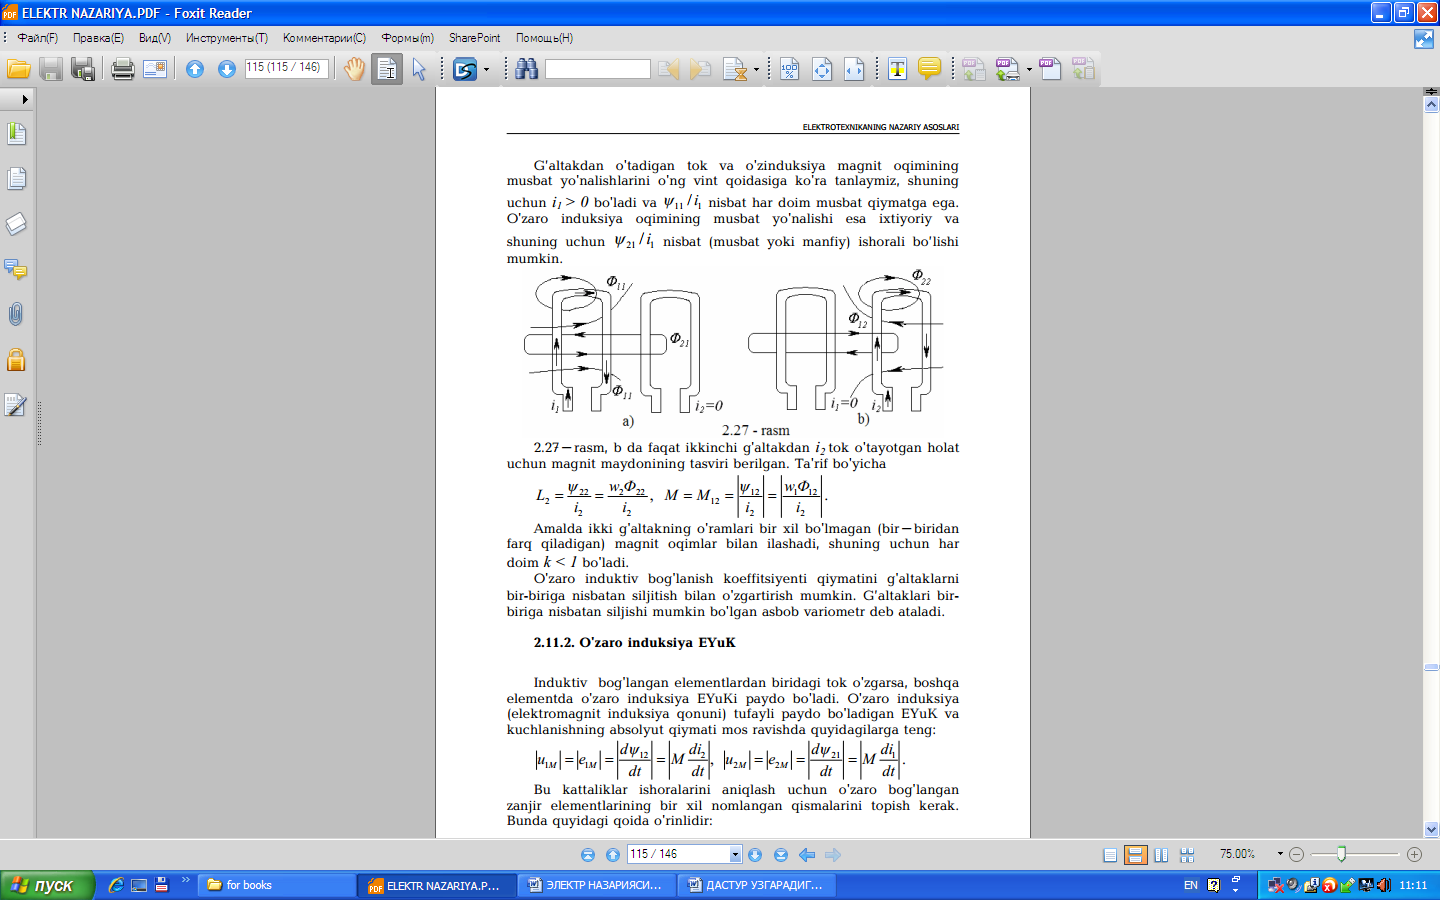 ELEKTR NAZARIYA.PDF - Foxit Reader
Файл(F) Правка(E) Вид(V) Инструменты(T) Комментарии(C) Формы(m) SharePoint Помощь(H)
115 (115 / 146)
ELEKTROTEXNIKANING NAZARIY ASOSLARI
G'altakdan o'tadigan tok va o'zinduksiya magnit oqimining
musbat yo'nalishlarini o'ng vint qoidasiga ko'ra tanlaymiz, shuning
uchun i₁ > 0 bo'ladi va ψ₁₁ / i₁ nisbat har doim musbat qiymatga ega.
O'zaro induksiya oqimining musbat yo'nalishi esa ixtiyoriy va
shuning uchun ψ₂₁ / i₁ nisbat (musbat yoki manfiy) ishorali bo'lishi
mumkin.
Φ₁₁ Φ₂₁ Φ₁₁ i₁ i₂=0 a)
Φ₂₂ Φ₁₂ i₁=0 i₂ b)
2.27 - rasm
2.27—rasm, b da faqat ikkinchi g'altakdan i₂ tok o'tayotgan holat
uchun magnit maydonining tasviri berilgan. Ta'rif bo'yicha
L₂ = ψ₂₂/i₂ = w₂Φ₂₂/i₂ , M = M₁₂ = |ψ₁₂/i₂| = |w₁Φ₁₂/i₂| .
Amalda ikki g'altakning o'ramlari bir xil bo'lmagan (bir—biridan
farq qiladigan) magnit oqimlar bilan ilashadi, shuning uchun har
doim k < 1 bo'ladi.
O'zaro induktiv bog'lanish koeffitsiyenti qiymatini g'altaklarni
bir-biriga nisbatan siljitish bilan o'zgartirish mumkin. G'altaklari bir-
biriga nisbatan siljishi mumkin bo'lgan asbob variometr deb ataladi.
2.11.2. O'zaro induksiya EYuK
Induktiv bog'langan elementlardan biridagi tok o'zgarsa, boshqa
elementda o'zaro induksiya EYuKi paydo bo'ladi. O'zaro induksiya
(elektromagnit induksiya qonuni) tufayli paydo bo'ladigan EYuK va
kuchlanishning absolyut qiymati mos ravishda quyidagilarga teng:
|u₁M| = |e₁M| = |dψ₁₂/dt| = |M di₂/dt|, |u₂M| = |e₂M| = |dψ₂₁/dt| = |M di₁/dt| .
Bu kattaliklar ishoralarini aniqlash uchun o'zaro bog'langan
zanjir elementlarining bir xil nomlangan qismalarini topish kerak.
Bunda quyidagi qoida o'rinlidir:
115 / 146
75.00%
пуск
for books
ELEKTR NAZARIYA.P...
ЭЛЕКТР НАЗАРИЯСИ...
ДАСТУР УЗГАРАДИГ...
EN
11:11